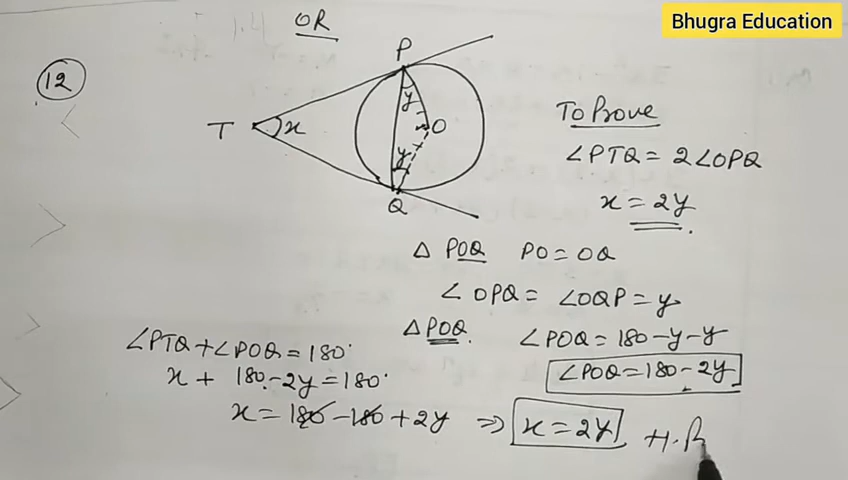 Bhugra Education
OR
12
P
T
x
y
O
y
Q
To Prove
∠PTQ = 2∠OPQ
x = 2y.
△ POQ PO = OQ
∠OPQ = ∠OQP = y
△POQ. ∠POQ = 180 - y - y
∠POQ = 180 - 2y
∠PTQ + ∠POQ = 180°
x + 180 - 2y = 180°
x = 180 - 180 + 2y ⇒ x = 2y H.P